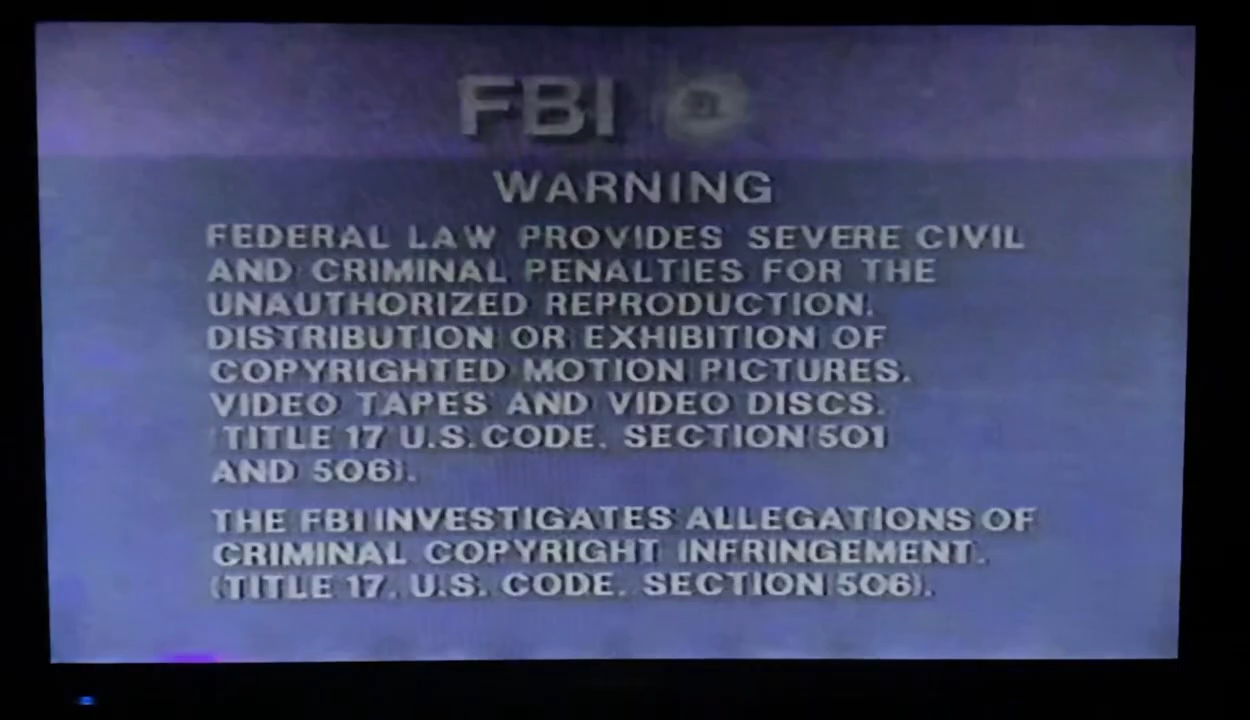 FBI
WARNING
FEDERAL LAW PROVIDES SEVERE CIVIL
AND CRIMINAL PENALTIES FOR THE
UNAUTHORIZED REPRODUCTION.
DISTRIBUTION OR EXHIBITION OF
COPYRIGHTED MOTION PICTURES.
VIDEO TAPES AND VIDEO DISCS.
(TITLE 17 U.S. CODE, SECTION 501
AND 506).
THE FBI INVESTIGATES ALLEGATIONS OF
CRIMINAL COPYRIGHT INFRINGEMENT.
(TITLE 17, U.S. CODE, SECTION 506).